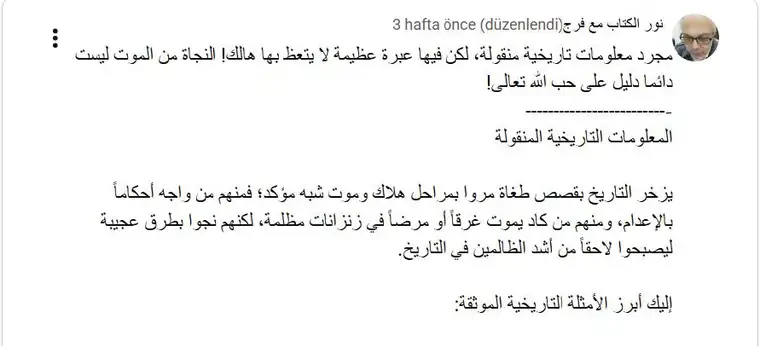 نور الكتاب مع فرج 3 hafta önce (düzenlendi)
مجرد معلومات تاريخية منقولة، لكن فيها عبرة عظيمة لا يتعظ بها هالك! النجاة من الموت ليست
دائما دليل على حب الله تعالى!
-------------------------
المعلومات التاريخية المنقولة
يزخر التاريخ بقصص طغاة مروا بمراحل هلاك وموت شبه مؤكد؛ فمنهم من واجه أحكاماً
بالإعدام، ومنهم من كاد يموت غرقاً أو مرضاً في زنزانات مظلمة، لكنهم نجوا بطرق عجيبة
ليصبحوا لاحقاً من أشد الظالمين في التاريخ.
إليك أبرز الأمثلة التاريخية الموثقة: